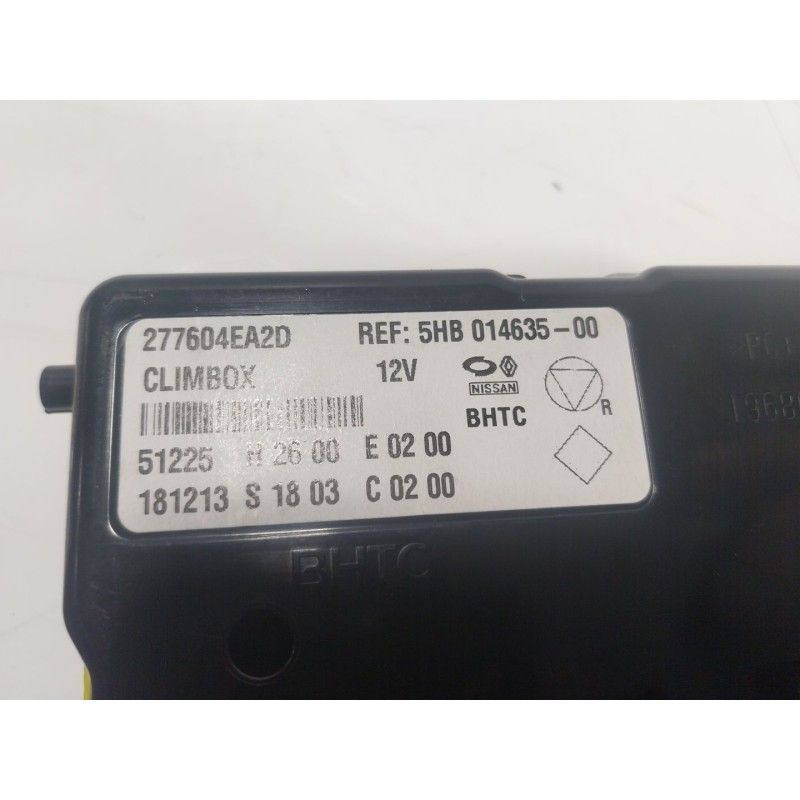 277604EA2D REF: 5HB 014635-00
CLIMBOX 12V
NISSAN
BHTC
R
51225 H 26 00 E 02 00
181213 S 18 03 C 02 00
BHTC